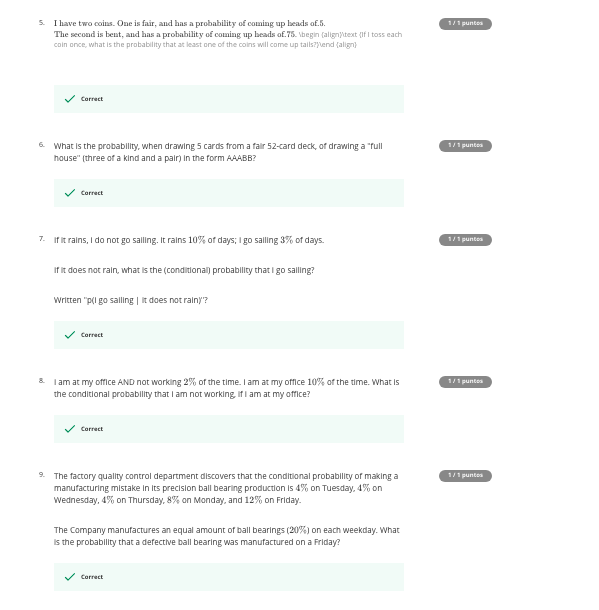 5. I have two coins. One is fair, and has a probability of coming up heads of.5. 1 / 1 puntos
The second is bent, and has a probability of coming up heads of.75. \begin {align}\text {If I toss each
coin once, what is the probability that at least one of the coins will come up tails?}\end {align}
Correct
6. What is the probability, when drawing 5 cards from a fair 52-card deck, of drawing a "full 1 / 1 puntos
house" (three of a kind and a pair) in the form AAABB?
Correct
7. If it rains, I do not go sailing. It rains 10% of days; I go sailing 3% of days. 1 / 1 puntos
If it does not rain, what is the (conditional) probability that I go sailing?
Written "p(I go sailing | it does not rain)"?
Correct
8. I am at my office AND not working 2% of the time. I am at my office 10% of the time. What is 1 / 1 puntos
the conditional probability that I am not working, if I am at my office?
Correct
9. The factory quality control department discovers that the conditional probability of making a 1 / 1 puntos
manufacturing mistake in its precision ball bearing production is 4% on Tuesday, 4% on
Wednesday, 4% on Thursday, 8% on Monday, and 12% on Friday.
The Company manufactures an equal amount of ball bearings (20%) on each weekday. What
is the probability that a defective ball bearing was manufactured on a Friday?
Correct